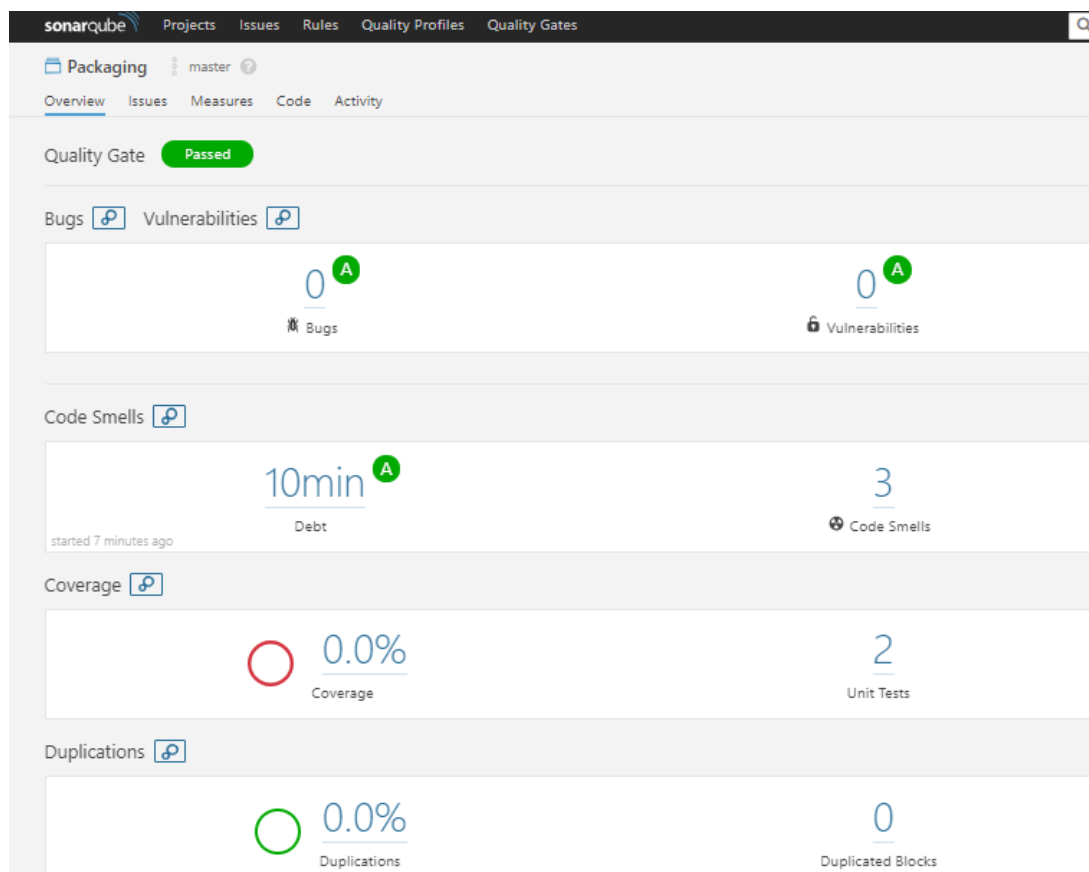 sonarqube Projects Issues Rules Quality Profiles Quality Gates
Packaging master ?
Overview Issues Measures Code Activity
Quality Gate Passed
Bugs Vulnerabilities
0 A 0 A
Bugs Vulnerabilities
Code Smells
10min A 3
Debt Code Smells
started 7 minutes ago
Coverage
0.0% 2
Coverage Unit Tests
Duplications
0.0% 0
Duplications Duplicated Blocks